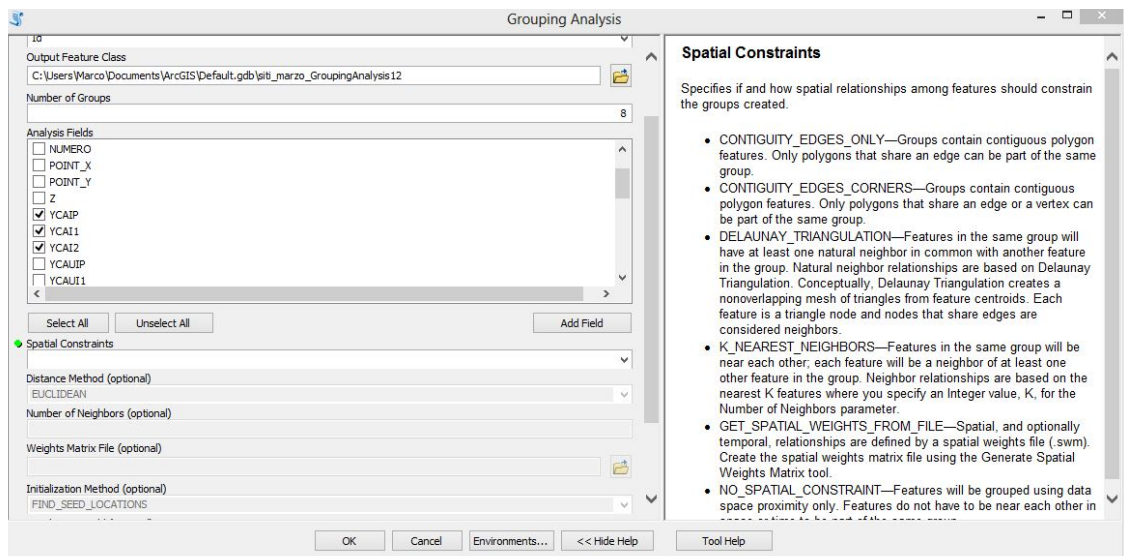 Grouping Analysis
Id
Output Feature Class
C:\Users\Marco\Documents\ArcGIS\Default.gdb\siti_marzo_GroupingAnalysis12
Number of Groups
8
Analysis Fields
NUMERO
POINT_X
POINT_Y
Z
YCAIP
YCAI1
YCAI2
YCAUIP
YCAUI1
Select All
Unselect All
Add Field
Spatial Constraints
Distance Method (optional)
EUCLIDEAN
Number of Neighbors (optional)
Weights Matrix File (optional)
Initialization Method (optional)
FIND_SEED_LOCATIONS
Spatial Constraints
Specifies if and how spatial relationships among features should constrain
the groups created.
• CONTIGUITY_EDGES_ONLY—Groups contain contiguous polygon
features. Only polygons that share an edge can be part of the same
group.
• CONTIGUITY_EDGES_CORNERS—Groups contain contiguous
polygon features. Only polygons that share an edge or a vertex can
be part of the same group.
• DELAUNAY_TRIANGULATION—Features in the same group will
have at least one natural neighbor in common with another feature
in the group. Natural neighbor relationships are based on Delaunay
Triangulation. Conceptually, Delaunay Triangulation creates a
nonoverlapping mesh of triangles from feature centroids. Each
feature is a triangle node and nodes that share edges are
considered neighbors.
• K_NEAREST_NEIGHBORS—Features in the same group will be
near each other; each feature will be a neighbor of at least one
other feature in the group. Neighbor relationships are based on the
nearest K features where you specify an Integer value, K, for the
Number of Neighbors parameter.
• GET_SPATIAL_WEIGHTS_FROM_FILE—Spatial, and optionally
temporal, relationships are defined by a spatial weights file (.swm).
Create the spatial weights matrix file using the Generate Spatial
Weights Matrix tool.
• NO_SPATIAL_CONSTRAINT—Features will be grouped using data
space proximity only. Features do not have to be near each other in
space or time to be part of the same group.
OK
Cancel
Environments...
<< Hide Help
Tool Help